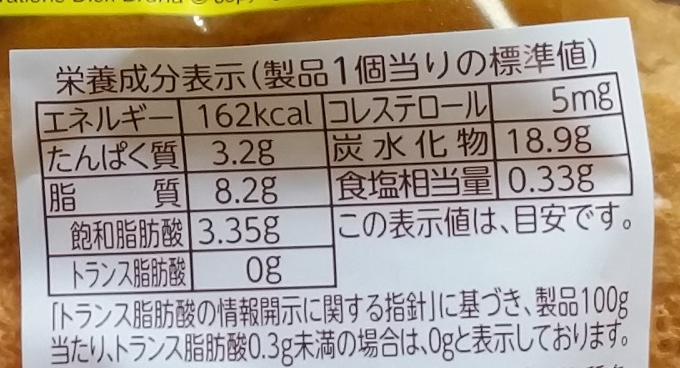 栄養成分表示(製品1個当りの標準値)
エネルギー 162kcal コレステロール 5mg
たんぱく質 3.2g 炭水化物 18.9g
脂質 8.2g 食塩相当量 0.33g
飽和脂肪酸 3.35g この表示値は、目安です。
トランス脂肪酸 0g
「トランス脂肪酸の情報開示に関する指針」に基づき、製品100g
当たり、トランス脂肪酸0.3g未満の場合は、0gと表示しております。